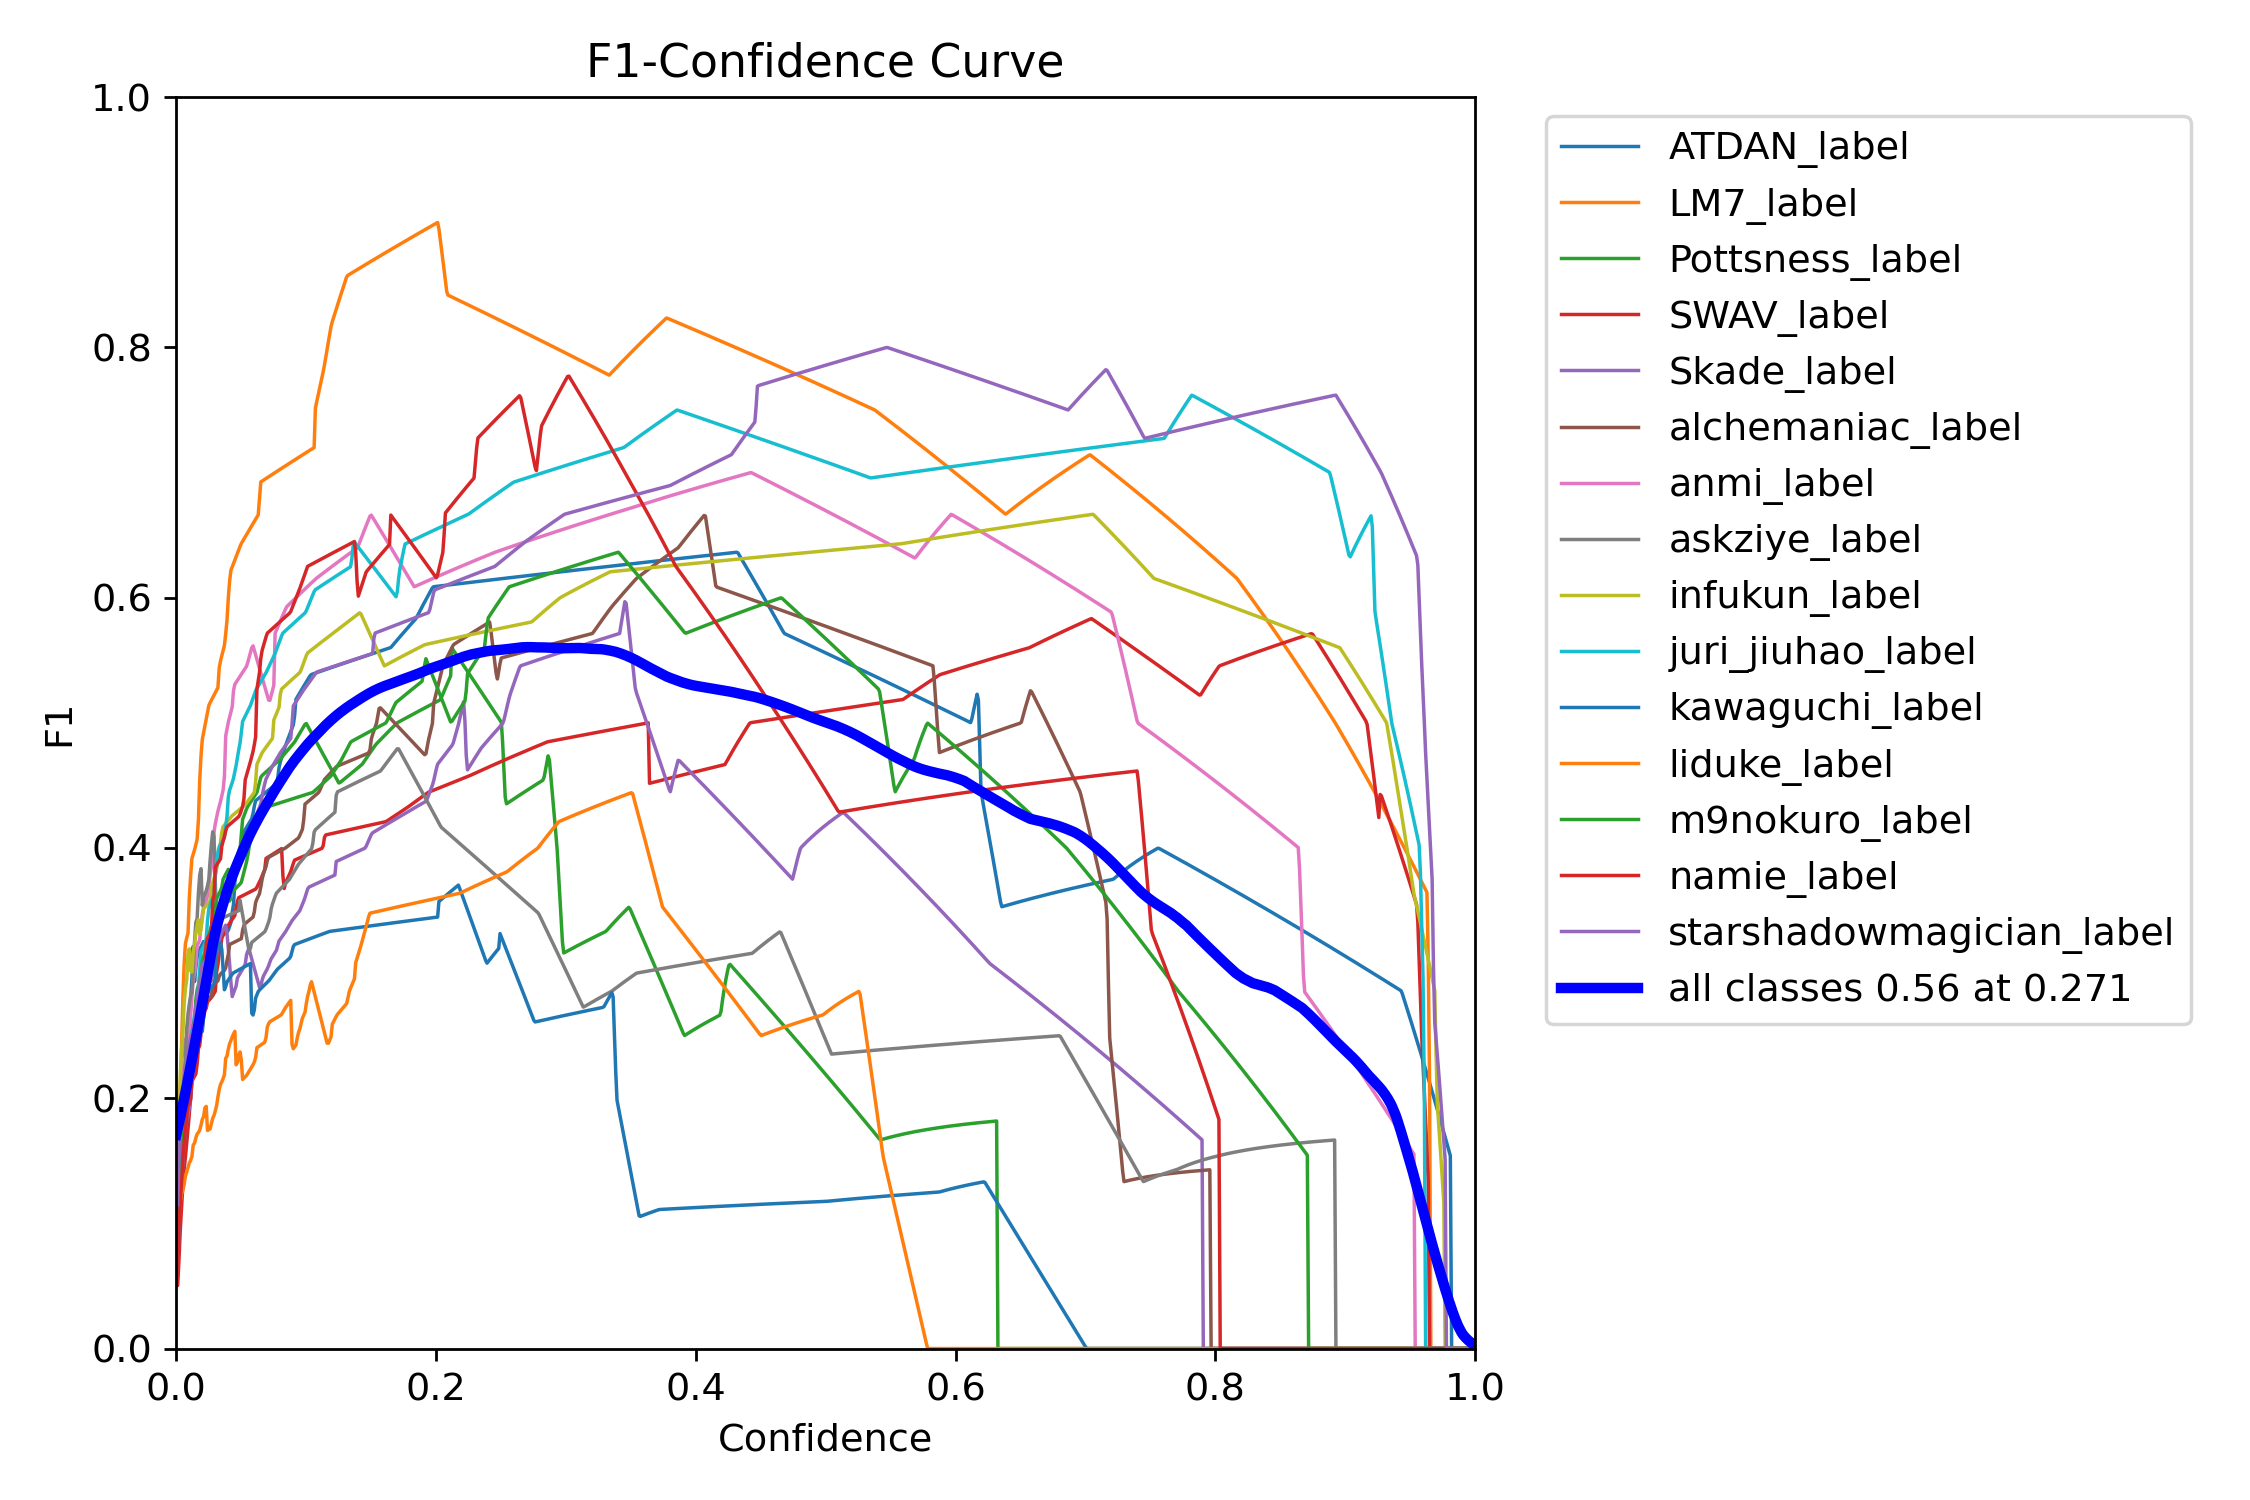 F1-Confidence Curve
1.0
0.8
0.6
0.4
0.2
0.0
F1
0.0 0.2 0.4 0.6 0.8 1.0
Confidence
ATDAN_label
LM7_label
Pottsness_label
SWAV_label
Skade_label
alchemaniac_label
anmi_label
askziye_label
infukun_label
juri_jiuhao_label
kawaguchi_label
liduke_label
m9nokuro_label
namie_label
starshadowmagician_label
all classes 0.56 at 0.271